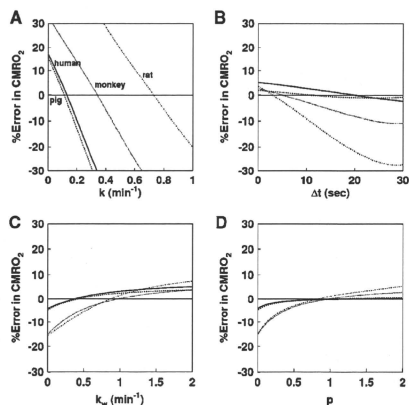 A
B
30
20
10
0
-10
-20
-30
%Error in CMRO2
human
pig
monkey
rat
0 0.2 0.4 0.6 0.8 1
k (min-1)
30
20
10
0
-10
-20
-30
%Error in CMRO2
0 10 20 30
Δt (sec)
C
D
30
20
10
0
-10
-20
-30
%Error in CMRO2
0 0.5 1 1.5 2
kw (min-1)
30
20
10
0
-10
-20
-30
%Error in CMRO2
0 0.5 1 1.5 2
p